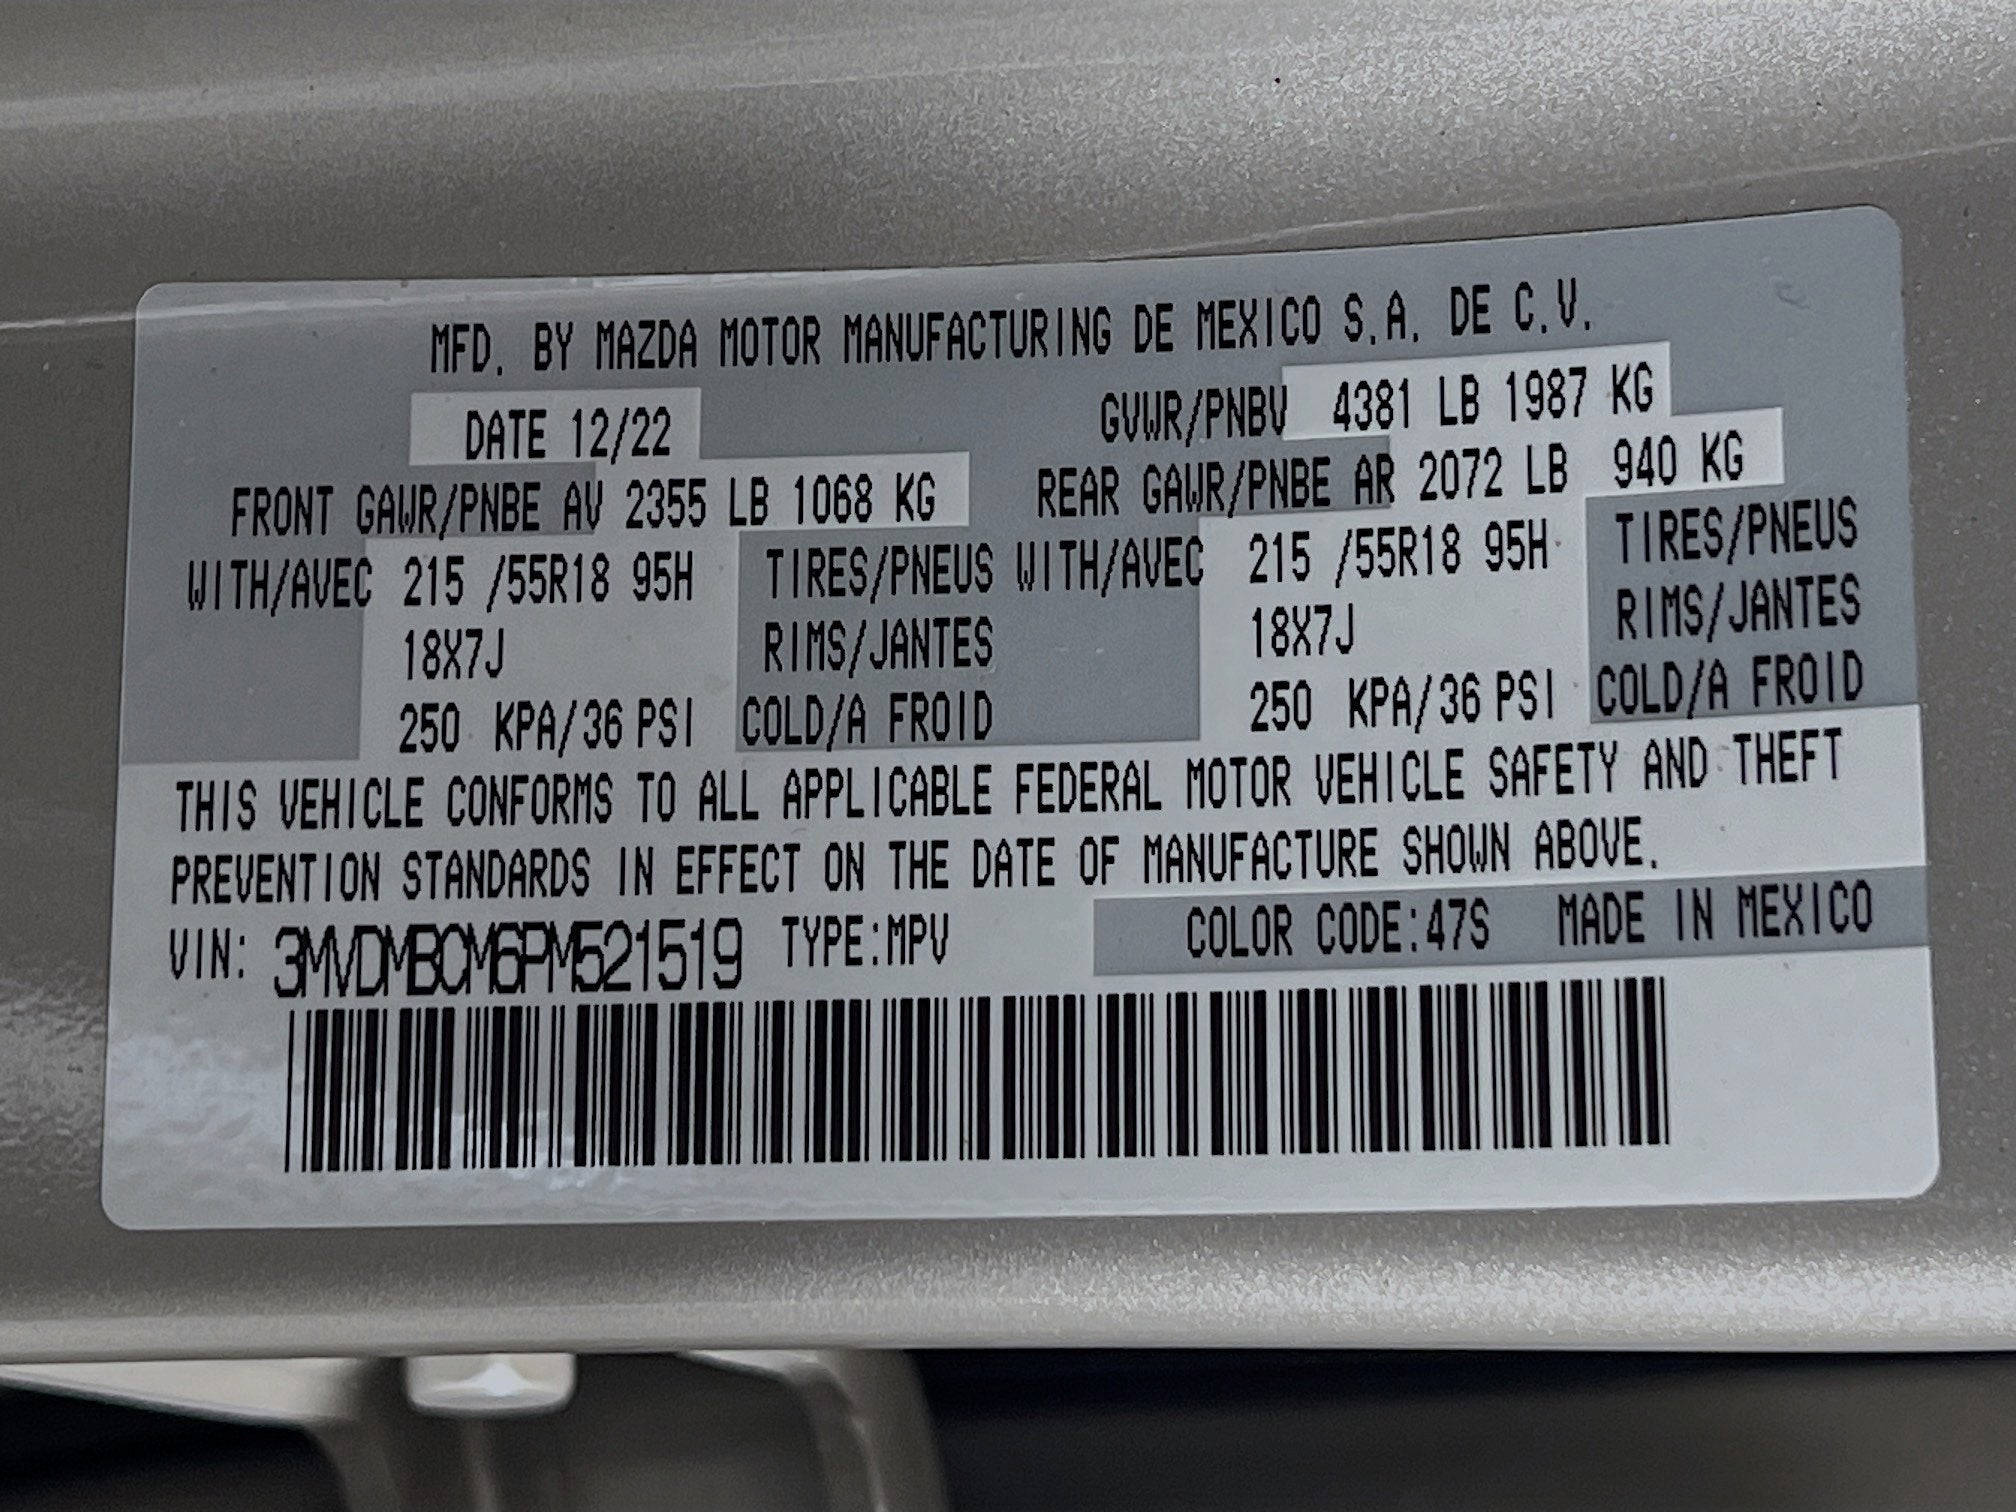 MFD. BY MAZDA MOTOR MANUFACTURING DE MEXICO S.A. DE C.V.
DATE 12/22 GVWR/PNBV 4381 LB 1987 KG
FRONT GAWR/PNBE AV 2355 LB 1068 KG REAR GAWR/PNBE AR 2072 LB 940 KG
WITH/AVEC 215 /55R18 95H TIRES/PNEUS WITH/AVEC 215 /55R18 95H TIRES/PNEUS
18X7J RIMS/JANTES 18X7J RIMS/JANTES
250 KPA/36 PSI COLD/A FROID 250 KPA/36 PSI COLD/A FROID
THIS VEHICLE CONFORMS TO ALL APPLICABLE FEDERAL MOTOR VEHICLE SAFETY AND THEFT
PREVENTION STANDARDS IN EFFECT ON THE DATE OF MANUFACTURE SHOWN ABOVE.
VIN: 3MVDMBCM6PM521519 TYPE:MPV COLOR CODE:47S MADE IN MEXICO